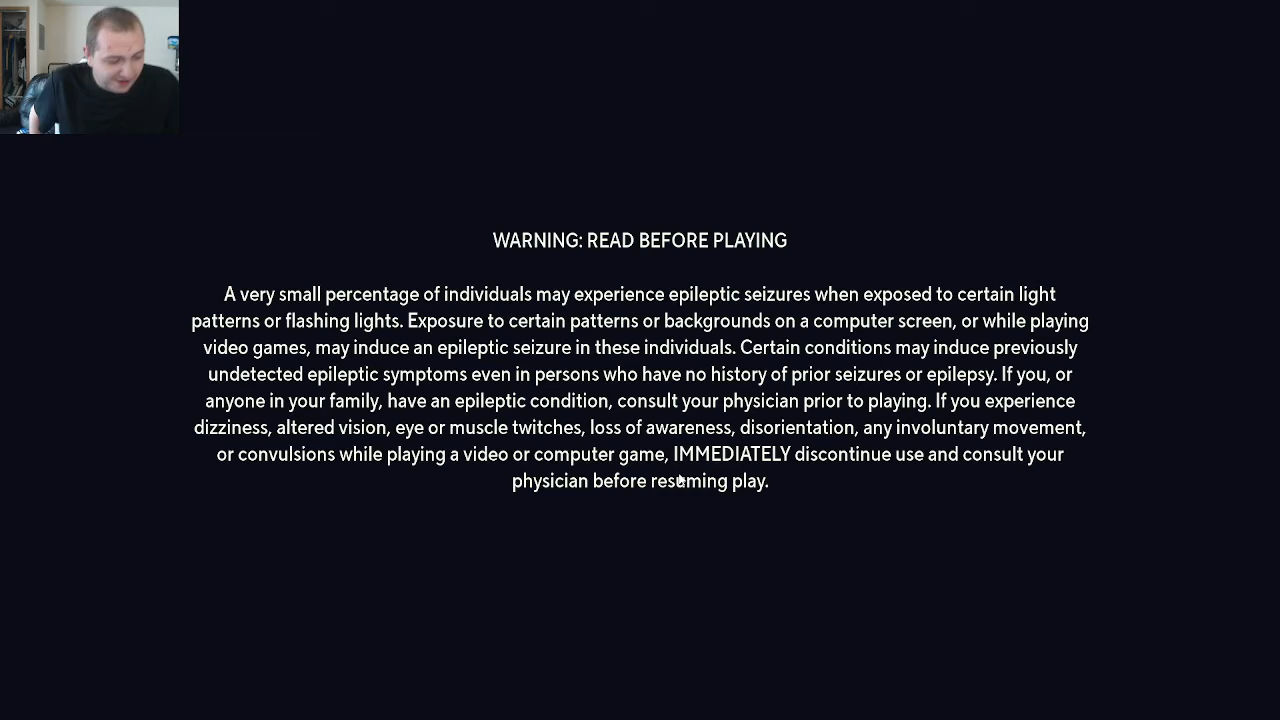 WARNING: READ BEFORE PLAYING
A very small percentage of individuals may experience epileptic seizures when exposed to certain light
patterns or flashing lights. Exposure to certain patterns or backgrounds on a computer screen, or while playing
video games, may induce an epileptic seizure in these individuals. Certain conditions may induce previously
undetected epileptic symptoms even in persons who have no history of prior seizures or epilepsy. If you, or
anyone in your family, have an epileptic condition, consult your physician prior to playing. If you experience
dizziness, altered vision, eye or muscle twitches, loss of awareness, disorientation, any involuntary movement,
or convulsions while playing a video or computer game, IMMEDIATELY discontinue use and consult your
physician before resuming play.